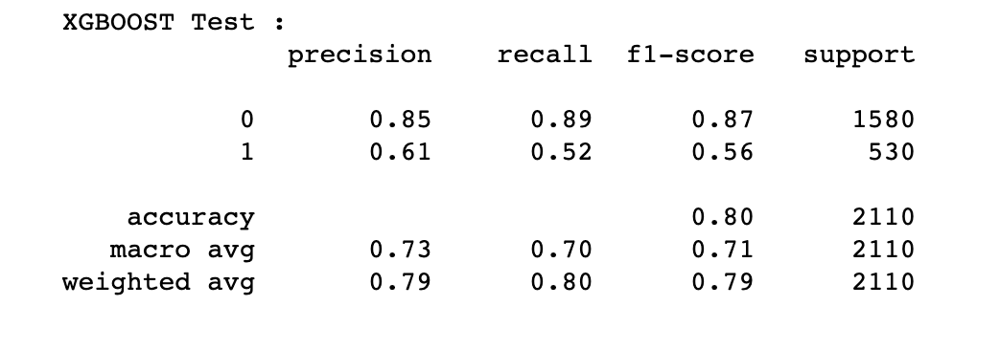 XGBOOST Test :
precision recall f1-score support
0 0.85 0.89 0.87 1580
1 0.61 0.52 0.56 530
accuracy 0.80 2110
macro avg 0.73 0.70 0.71 2110
weighted avg 0.79 0.80 0.79 2110